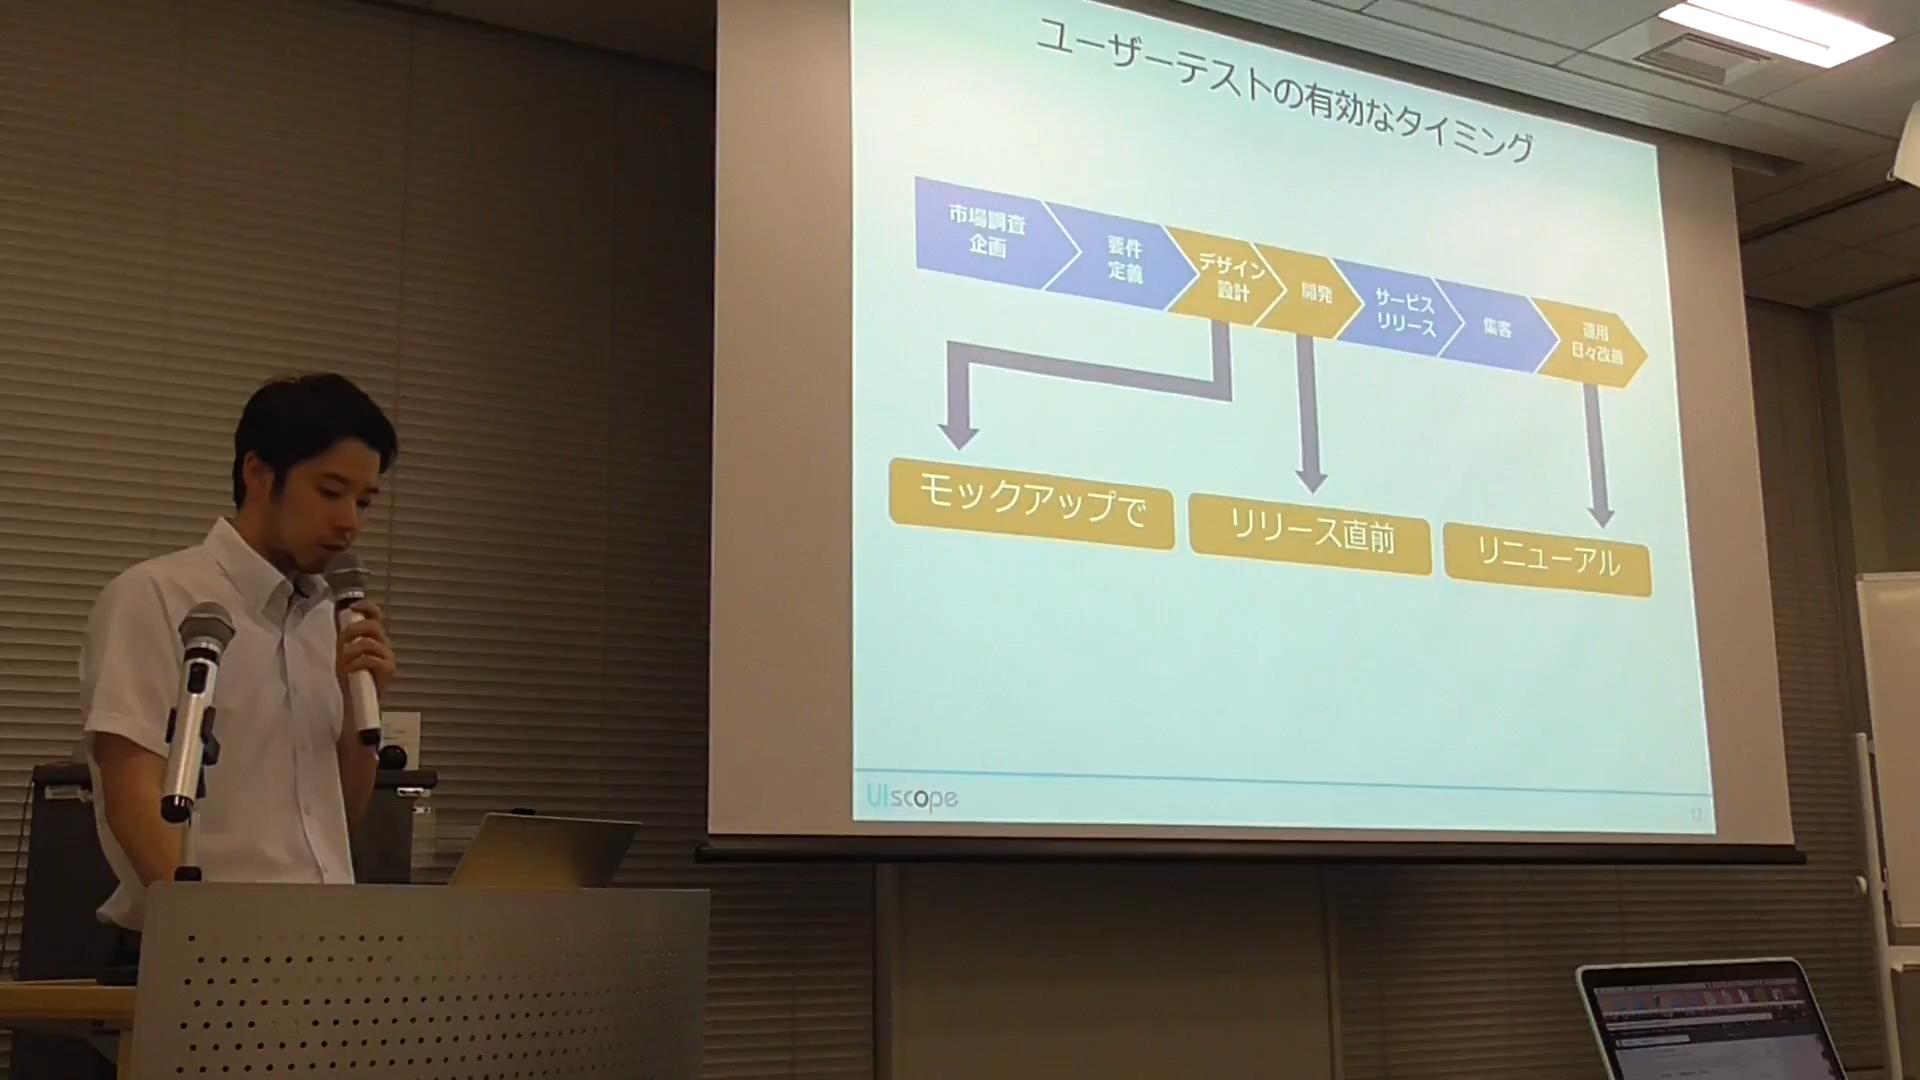 ユーザーテストの有効なタイミング
市場調査
企画
要件
定義
デザイン
設計
開発
サービス
リリース
集客
運用
日々改善
モックアップで
リリース直前
リニューアル
UIscope
12